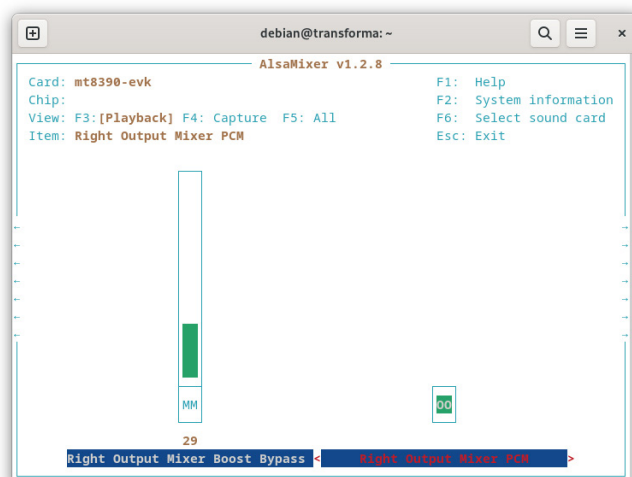 debian@transforma: ~
AlsaMixer v1.2.8
Card: mt8390-evk F1: Help
Chip: F2: System information
View: F3:[Playback] F4: Capture F5: All F6: Select sound card
Item: Right Output Mixer PCM Esc: Exit
MM OO
29
Right Output Mixer Boost Bypass < Right Output Mixer PCM >